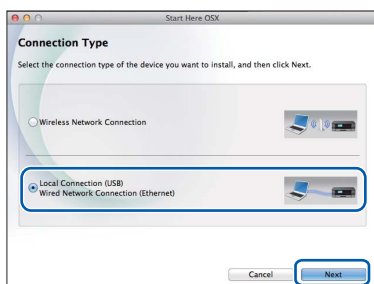 Start Here OSX
Connection Type
Select the connection type of the device you want to install, and then click Next.
Wireless Network Connection
Local Connection (USB)
Wired Network Connection (Ethernet)
Cancel
Next